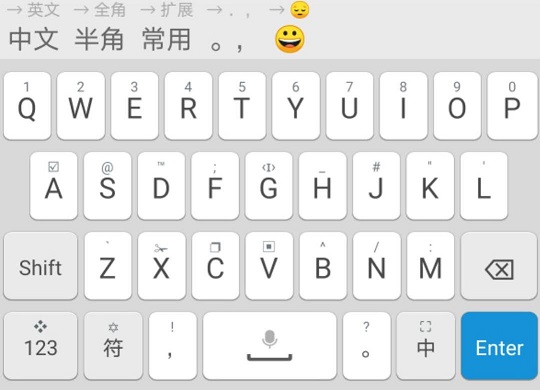 → 英文 → 全角 → 扩展 → . , → 😔
中文 半角 常用 。, 😀
1 2 3 4 5 6 7 8 9 0
Q W E R T Y U I O P
☑ @ ™ ; _ # " '
A S D F G H J K L
` ^ / :
Shift Z X C V B N M
! ?
123 符 , 。 中 Enter